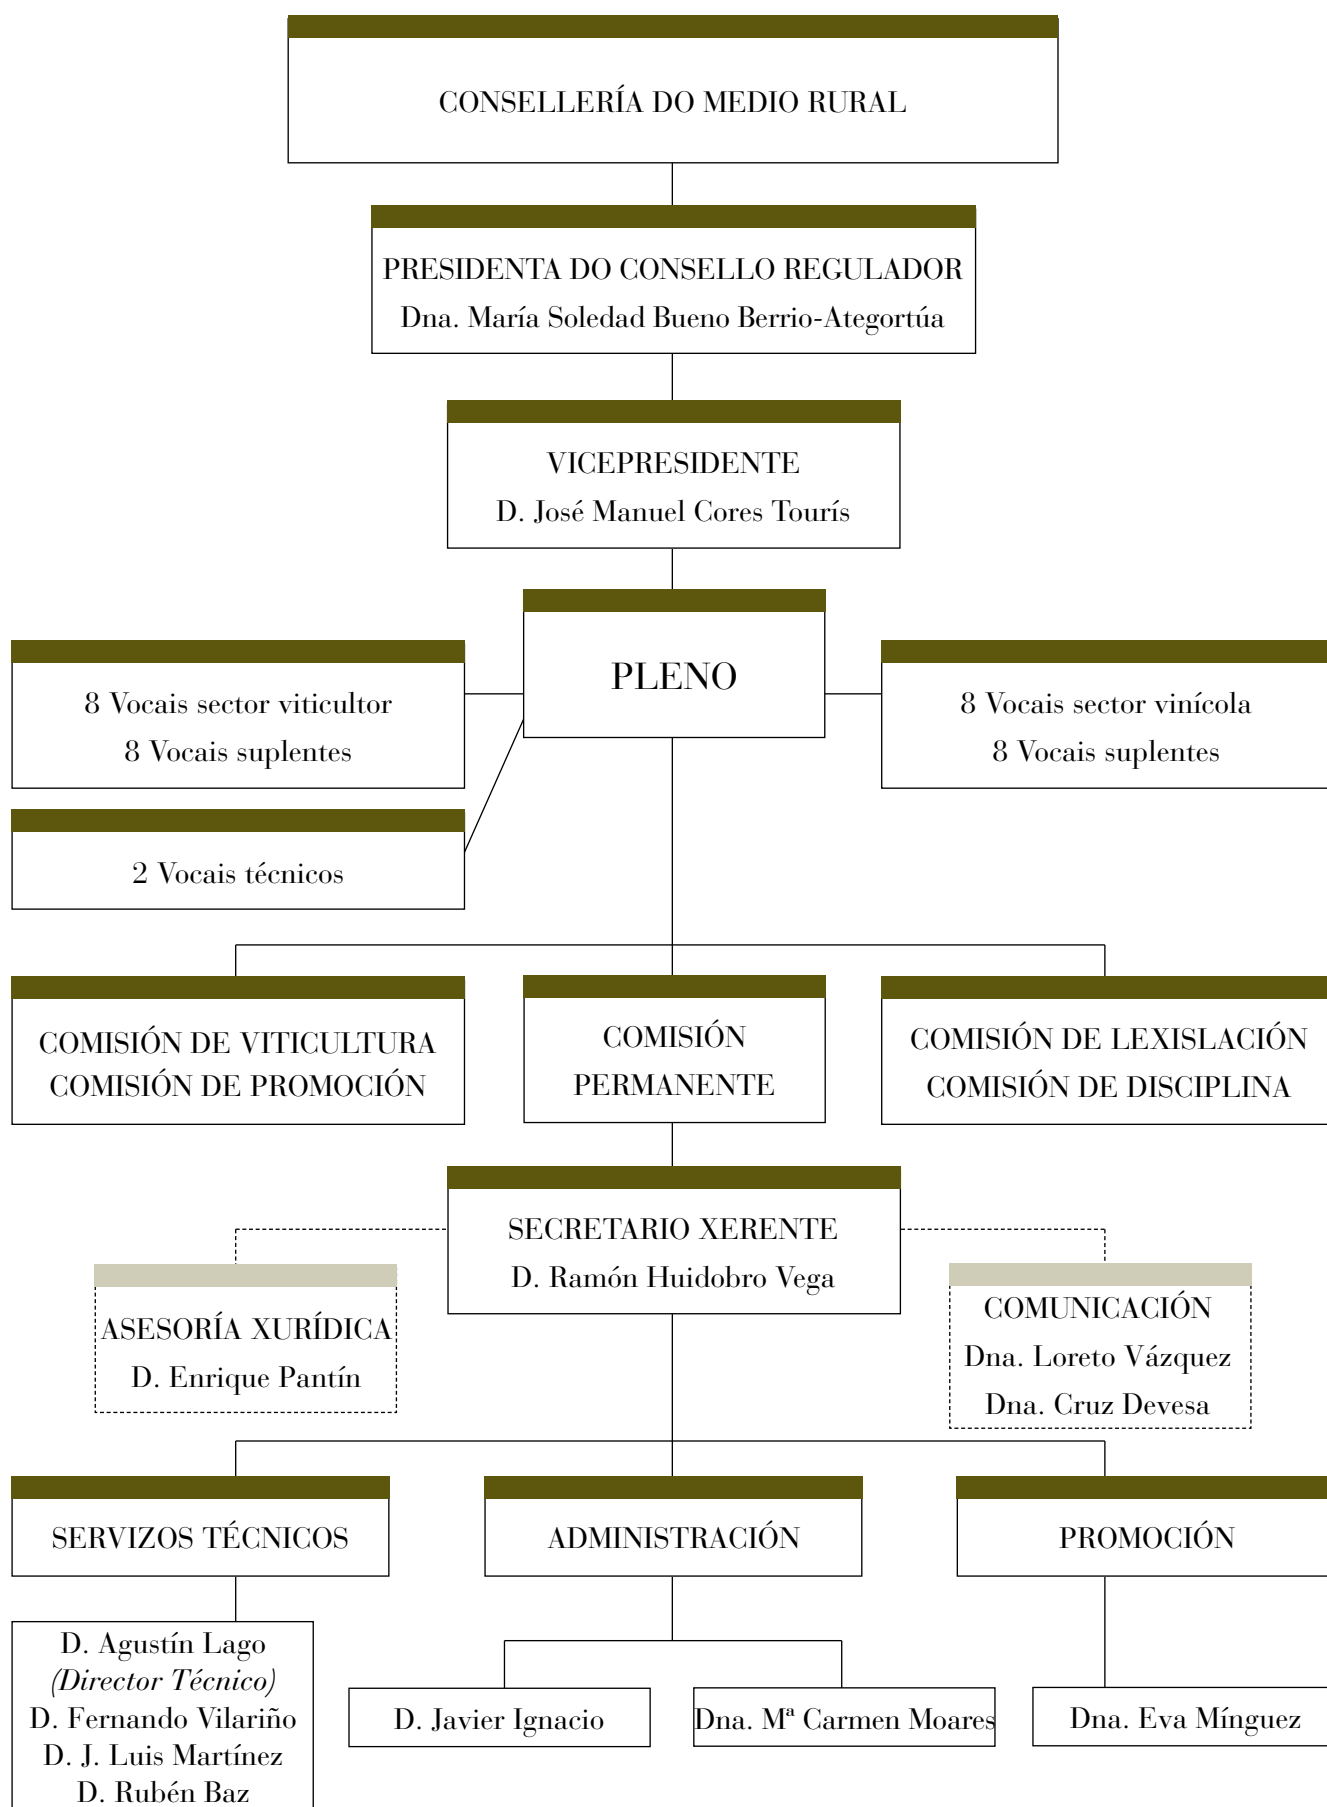 CONSELLERÍA DO MEDIO RURAL
PRESIDENTA DO CONSELLO REGULADOR
Dna. María Soledad Bueno Berrio-Ategortúa
VICEPRESIDENTE
D. José Manuel Cores Tourís
PLENO
8 Vocais sector viticultor
8 Vocais suplentes
8 Vocais sector vinícola
8 Vocais suplentes
2 Vocais técnicos
COMISIÓN DE VITICULTURA
COMISIÓN DE PROMOCIÓN
COMISIÓN
PERMANENTE
COMISIÓN DE LEXISLACIÓN
COMISIÓN DE DISCIPLINA
SECRETARIO XERENTE
D. Ramón Huidobro Vega
ASESORÍA XURÍDICA
D. Enrique Pantín
COMUNICACIÓN
Dna. Loreto Vázquez
Dna. Cruz Devesa
SERVIZOS TÉCNICOS
ADMINISTRACIÓN
PROMOCIÓN
D. Agustín Lago
(Director Técnico)
D. Fernando Vilariño
D. J. Luis Martínez
D. Rubén Baz
D. Javier Ignacio
Dna. Mª Carmen Moares
Dna. Eva Mínguez